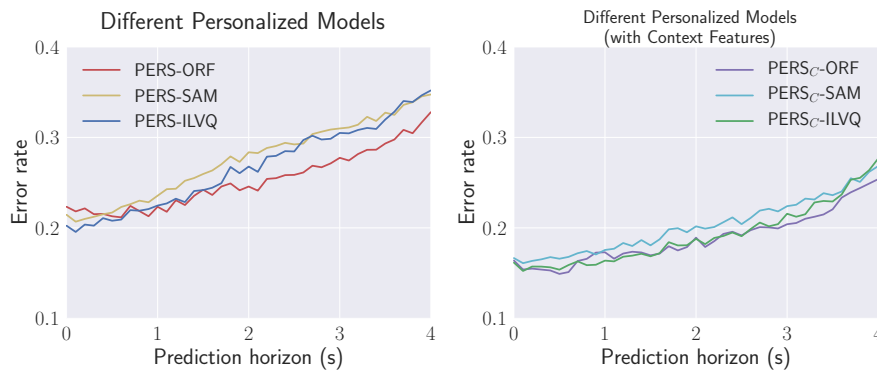 Different Personalized Models
0.4
0.3
0.2
0.1
Error rate
PERS-ORF
PERS-SAM
PERS-ILVQ
0 1 2 3 4
Prediction horizon (s)
Different Personalized Models
(with Context Features)
0.4
0.3
0.2
0.1
Error rate
PERS_C-ORF
PERS_C-SAM
PERS_C-ILVQ
0 1 2 3 4
Prediction horizon (s)